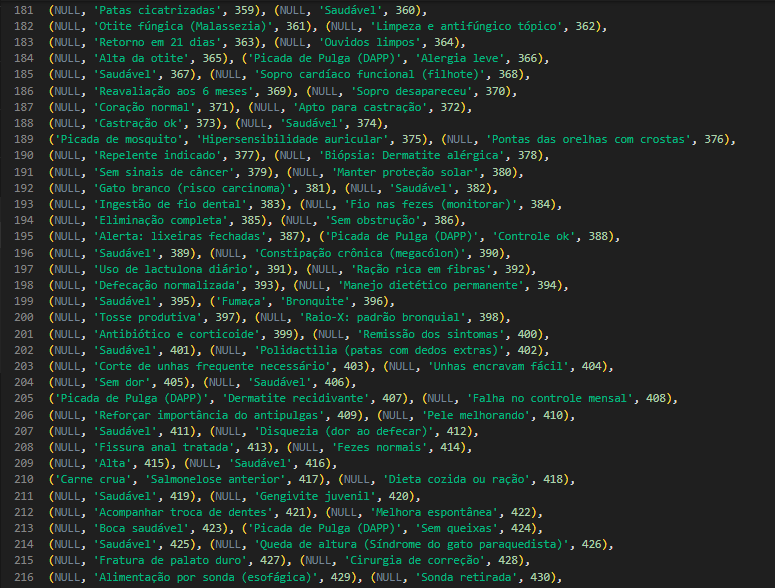 181 (NULL, 'Patas cicatrizadas', 359), (NULL, 'Saudável', 360),
182 (NULL, 'Otite fúngica (Malassezia)', 361), (NULL, 'Limpeza e antifúngico tópico', 362),
183 (NULL, 'Retorno em 21 dias', 363), (NULL, 'Ouvidos limpos', 364),
184 (NULL, 'Alta da otite', 365), ('Picada de Pulga (DAPP)', 'Alergia leve', 366),
185 (NULL, 'Saudável', 367), (NULL, 'Sopro cardíaco funcional (filhote)', 368),
186 (NULL, 'Reavaliação aos 6 meses', 369), (NULL, 'Sopro desapareceu', 370),
187 (NULL, 'Coração normal', 371), (NULL, 'Apto para castração', 372),
188 (NULL, 'Castração ok', 373), (NULL, 'Saudável', 374),
189 ('Picada de mosquito', 'Hipersensibilidade auricular', 375), (NULL, 'Pontas das orelhas com crostas', 376),
190 (NULL, 'Repelente indicado', 377), (NULL, 'Biópsia: Dermatite alérgica', 378),
191 (NULL, 'Sem sinais de câncer', 379), (NULL, 'Manter proteção solar', 380),
192 (NULL, 'Gato branco (risco carcinoma)', 381), (NULL, 'Saudável', 382),
193 (NULL, 'Ingestão de fio dental', 383), (NULL, 'Fio nas fezes (monitorar)', 384),
194 (NULL, 'Eliminação completa', 385), (NULL, 'Sem obstrução', 386),
195 (NULL, 'Alerta: lixeiras fechadas', 387), ('Picada de Pulga (DAPP)', 'Controle ok', 388),
196 (NULL, 'Saudável', 389), (NULL, 'Constipação crônica (megacólon)', 390),
197 (NULL, 'Uso de lactulona diário', 391), (NULL, 'Ração rica em fibras', 392),
198 (NULL, 'Defecação normalizada', 393), (NULL, 'Manejo dietético permanente', 394),
199 (NULL, 'Saudável', 395), ('Fumaça', 'Bronquite', 396),
200 (NULL, 'Tosse produtiva', 397), (NULL, 'Raio-X: padrão bronquial', 398),
201 (NULL, 'Antibiótico e corticoide', 399), (NULL, 'Remissão dos sintomas', 400),
202 (NULL, 'Saudável', 401), (NULL, 'Polidactilia (patas com dedos extras)', 402),
203 (NULL, 'Corte de unhas frequente necessário', 403), (NULL, 'Unhas encravam fácil', 404),
204 (NULL, 'Sem dor', 405), (NULL, 'Saudável', 406),
205 ('Picada de Pulga (DAPP)', 'Dermatite recidivante', 407), (NULL, 'Falha no controle mensal', 408),
206 (NULL, 'Reforçar importância do antipulgas', 409), (NULL, 'Pele melhorando', 410),
207 (NULL, 'Saudável', 411), (NULL, 'Disquezia (dor ao defecar)', 412),
208 (NULL, 'Fissura anal tratada', 413), (NULL, 'Fezes normais', 414),
209 (NULL, 'Alta', 415), (NULL, 'Saudável', 416),
210 ('Carne crua', 'Salmonelose anterior', 417), (NULL, 'Dieta cozida ou ração', 418),
211 (NULL, 'Saudável', 419), (NULL, 'Gengivite juvenil', 420),
212 (NULL, 'Acompanhar troca de dentes', 421), (NULL, 'Melhora espontânea', 422),
213 (NULL, 'Boca saudável', 423), ('Picada de Pulga (DAPP)', 'Sem queixas', 424),
214 (NULL, 'Saudável', 425), (NULL, 'Queda de altura (Síndrome do gato paraquedista)', 426),
215 (NULL, 'Fratura de palato duro', 427), (NULL, 'Cirurgia de correção', 428),
216 (NULL, 'Alimentação por sonda (esofágica)', 429), (NULL, 'Sonda retirada', 430),